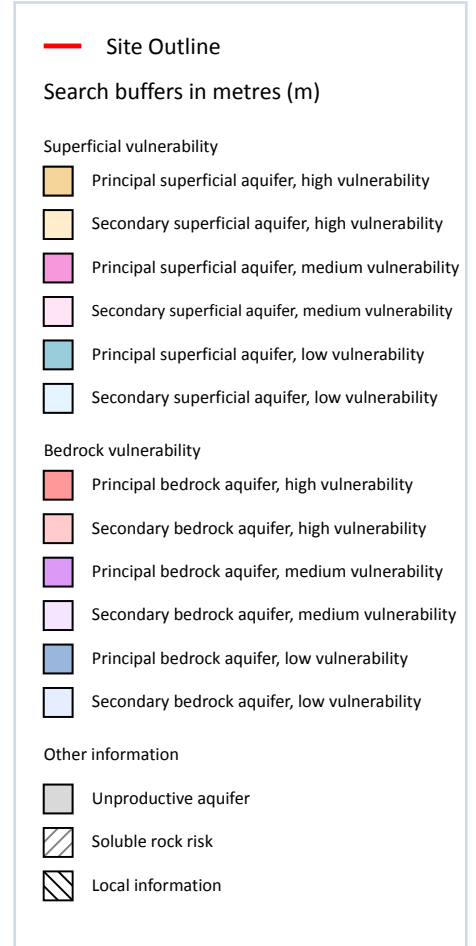 Site Outline
Search buffers in metres (m)
Superficial vulnerability
Principal superficial aquifer, high vulnerability
Secondary superficial aquifer, high vulnerability
Principal superficial aquifer, medium vulnerability
Secondary superficial aquifer, medium vulnerability
Principal superficial aquifer, low vulnerability
Secondary superficial aquifer, low vulnerability
Bedrock vulnerability
Principal bedrock aquifer, high vulnerability
Secondary bedrock aquifer, high vulnerability
Principal bedrock aquifer, medium vulnerability
Secondary bedrock aquifer, medium vulnerability
Principal bedrock aquifer, low vulnerability
Secondary bedrock aquifer, low vulnerability
Other information
Unproductive aquifer
Soluble rock risk
Local information